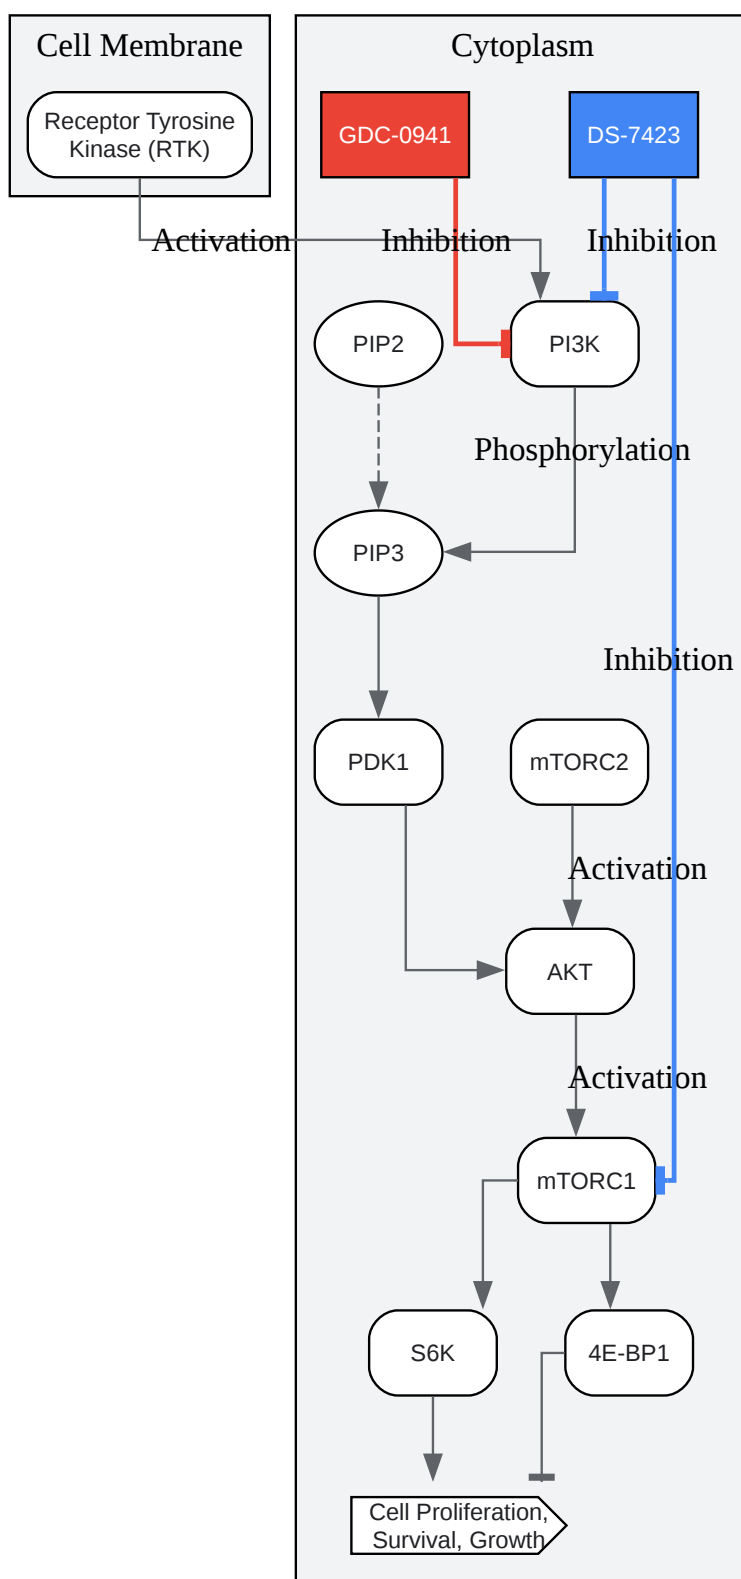 Cell Membrane
Cytoplasm
Receptor Tyrosine
Kinase (RTK)
GDC-0941
DS-7423
Activation
Inhibition
Inhibition
PIP2
PI3K
Phosphorylation
PIP3
Inhibition
PDK1
mTORC2
Activation
AKT
Activation
mTORC1
S6K
4E-BP1
Cell Proliferation,
Survival, Growth